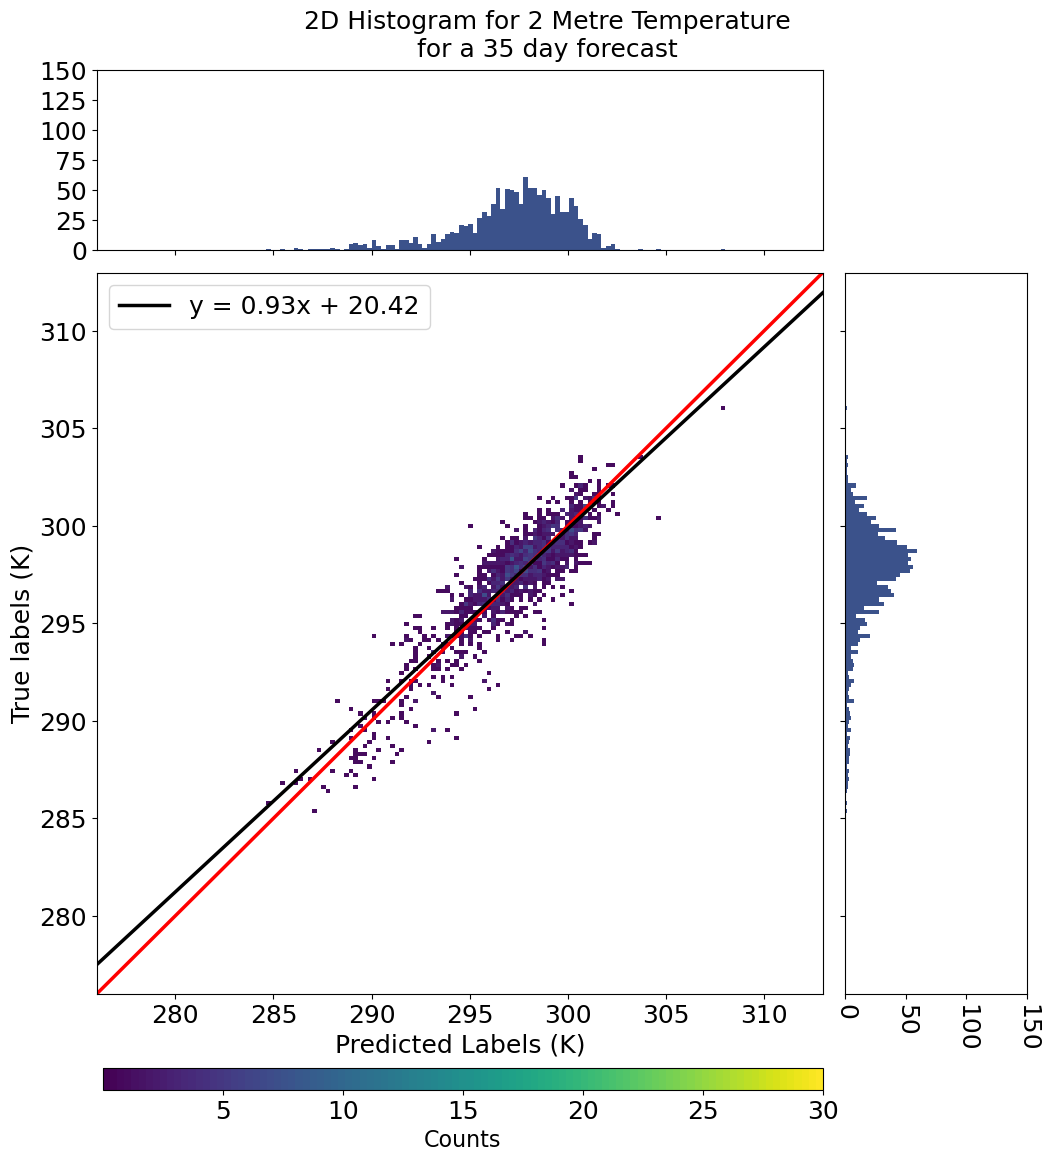 2D Histogram for 2 Metre Temperature
for a 35 day forecast
150
125
100
75
50
25
0
y = 0.93x + 20.42
310
305
300
295
290
285
280
True labels (K)
280 285 290 295 300 305 310
Predicted Labels (K)
0 50 100 150
5 10 15 20 25 30
Counts